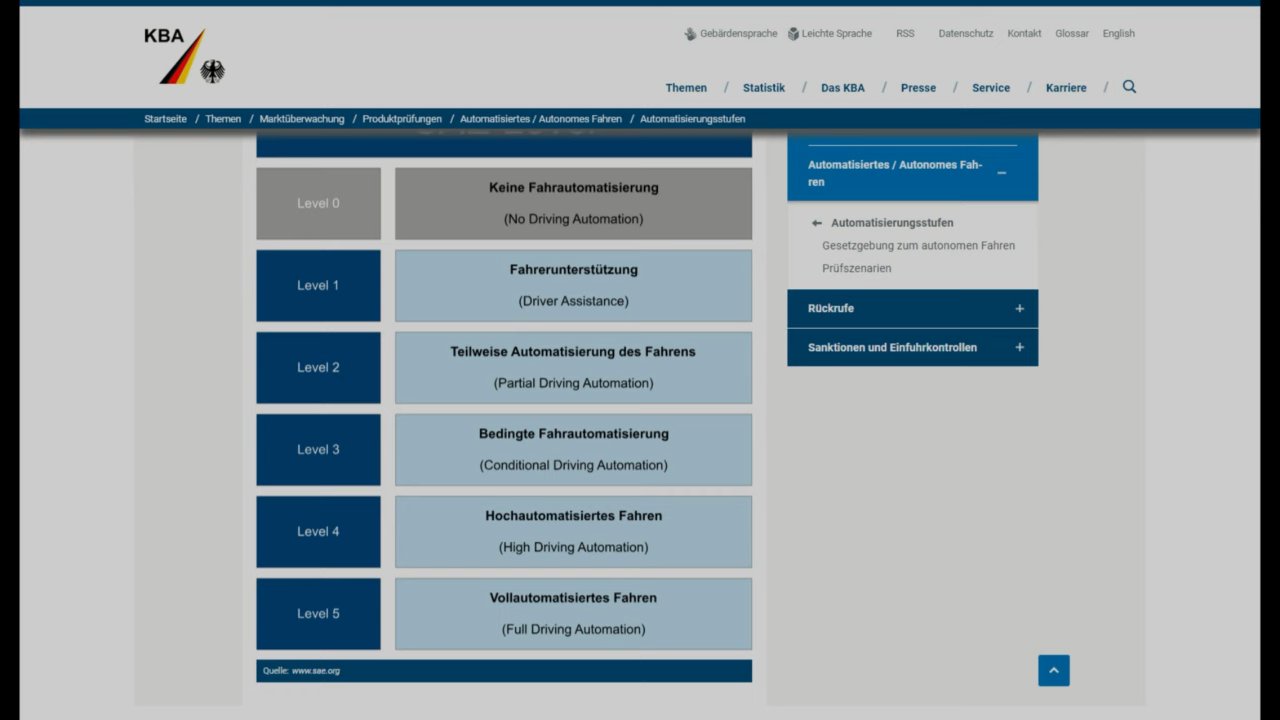 KBA
Gebärdensprache Leichte Sprache RSS Datenschutz Kontakt Glossar English
Themen / Statistik / Das KBA / Presse / Service / Karriere /
Startseite / Themen / Marktüberwachung / Produktprüfungen / Automatisiertes / Autonomes Fahren / Automatisierungsstufen
Level 0
Keine Fahrautomatisierung
(No Driving Automation)
Level 1
Fahrerunterstützung
(Driver Assistance)
Level 2
Teilweise Automatisierung des Fahrens
(Partial Driving Automation)
Level 3
Bedingte Fahrautomatisierung
(Conditional Driving Automation)
Level 4
Hochautomatisiertes Fahren
(High Driving Automation)
Level 5
Vollautomatisiertes Fahren
(Full Driving Automation)
Quelle: www.sae.org
Automatisiertes / Autonomes Fah-
ren
Automatisierungsstufen
Gesetzgebung zum autonomen Fahren
Prüfszenarien
Rückrufe
Sanktionen und Einfuhrkontrollen